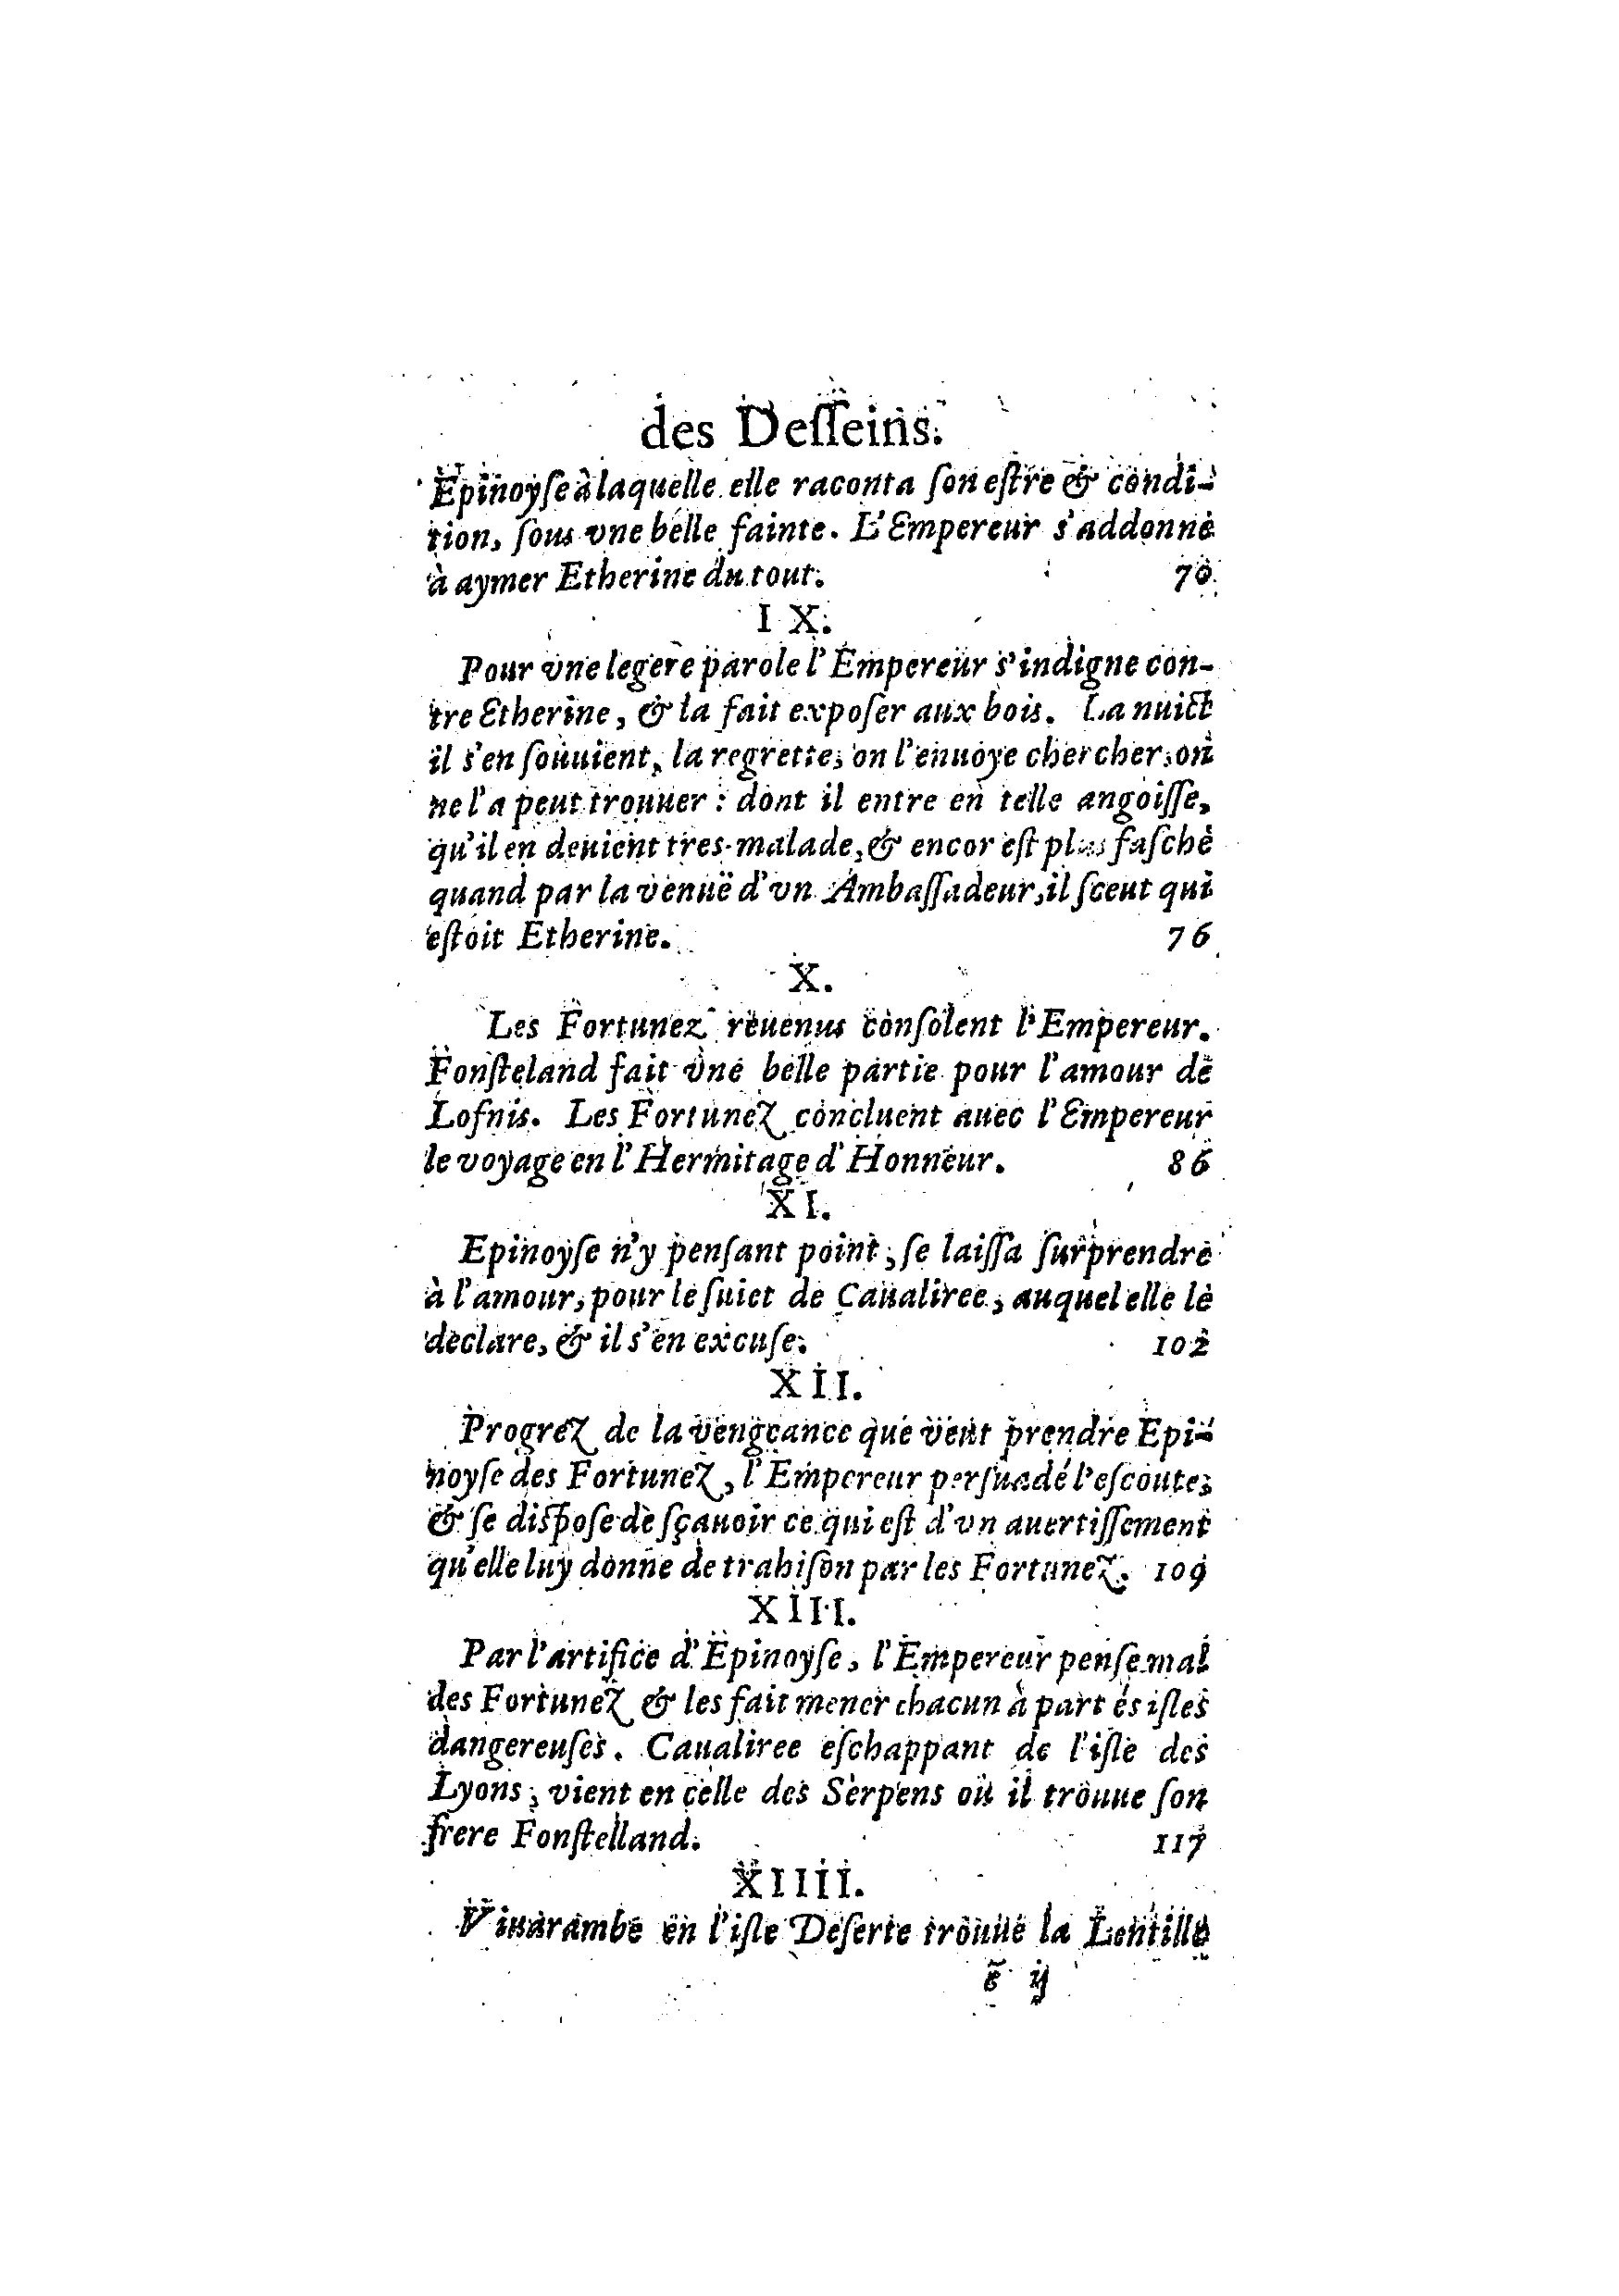 des Deſſeins.
Epinoyſe à laquelle elle raconta ſon eſtre & condi-
tion, ſous vne belle fainte. L'Empereur s'addonne
à aymer Etherine du tout. 70
IX.
Pour vne legere parole l'Empereur s'indigne con-
tre Etherine, & la fait expoſer aux bois. La nuict
il s'en ſouuient, la regrette, on l'enuoye chercher, on
ne l'a peut trouuer : dont il entre en telle angoiſſe,
qu'il en deuient tres-malade, & encor eſt plus faſché
quand par la venuë d'vn Ambaſſadeur, il ſceut qui
eſtoit Etherine. 76
X.
Les Fortunez reuenus conſolent l'Empereur.
Fonſteland fait vne belle partie pour l'amour de
Lofnis. Les Fortunez concluent auec l'Empereur
le voyage en l'Hermitage d'Honneur. 86
XI.
Epinoyſe n'y penſant point, ſe laiſſa ſurprendre
à l'amour, pour le ſuiet de Caualiree, auquel elle le
declare, & il s'en excuſe. 102
XII.
Progrez de la vengeance que veut prendre Epi-
noyſe des Fortunez, l'Empereur perſuadé l'eſcoute,
& ſe diſpoſe de ſçauoir ce qui eſt d'vn auertiſſement
qu'elle luy donne de trahiſon par les Fortunez. 109
XIII.
Par l'artifice d'Epinoyſe, l'Empereur penſe mal
des Fortunez & les fait mener chacun à part és iſles
dangereuſes. Caualiree eſchappant de l'iſle des
Lyons, vient en celle des Serpens où il trouue ſon
frere Fonſtelland. 117
XIIII.
Viuarambe en l'iſle Deſerte trouue la Lentille
ẽ ij